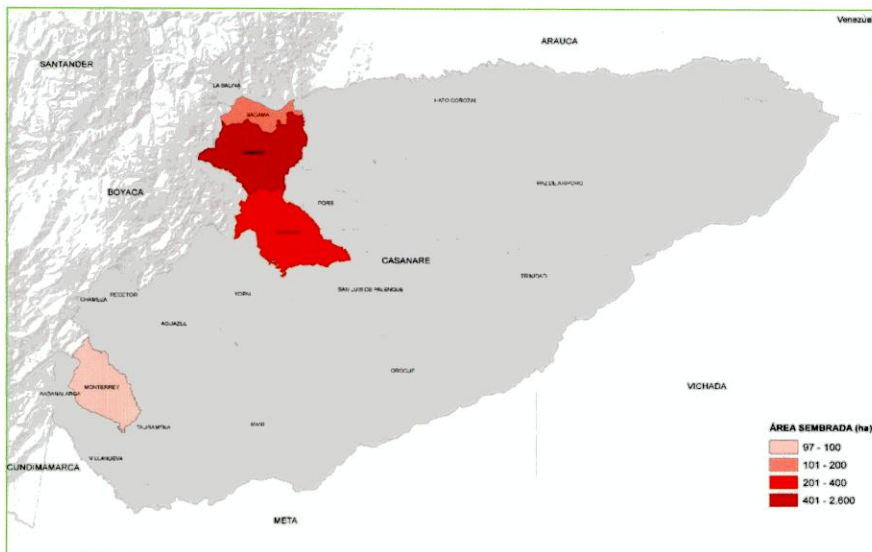 Venezuel
ARAUCA
SANTANDER
LA SALINA
HATO COROZAL
SACAMA
BOYACA
PAZ DE ARIPORO
PORE
CASANARE
TRINIDAD
SAN LUIS DE PALENQUE
YOPAL
RECETOR
CHAMEZA
AGUAZUL
OROCUE
MONTERREY
SABANALARGA
VICHADA
TAURAMENA
MANI
VILLANUEVA
CUNDIMAMARCA
META
ÁREA SEMBRADA (ha)
97 - 100
101 - 200
201 - 400
401 - 2.600